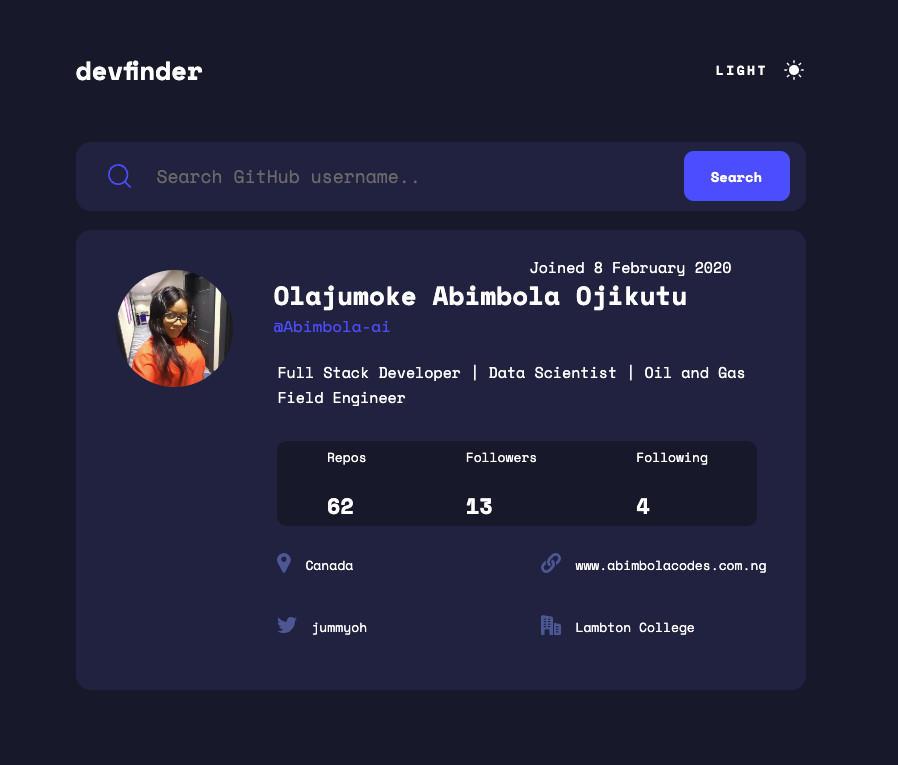 devfinder
LIGHT
Search GitHub username..
Search
Joined 8 February 2020
Olajumoke Abimbola Ojikutu
@Abimbola-ai
Full Stack Developer | Data Scientist | Oil and Gas
Field Engineer
Repos Followers Following
62 13 4
Canada www.abimbolacodes.com.ng
jummyoh Lambton College